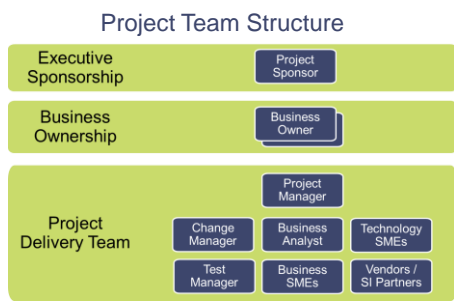 Project Team Structure
Executive
Sponsorship
Project
Sponsor
Business
Ownership
Business
Owner
Project
Delivery Team
Project
Manager
Change
Manager
Business
Analyst
Technology
SMEs
Test
Manager
Business
SMEs
Vendors /
SI Partners